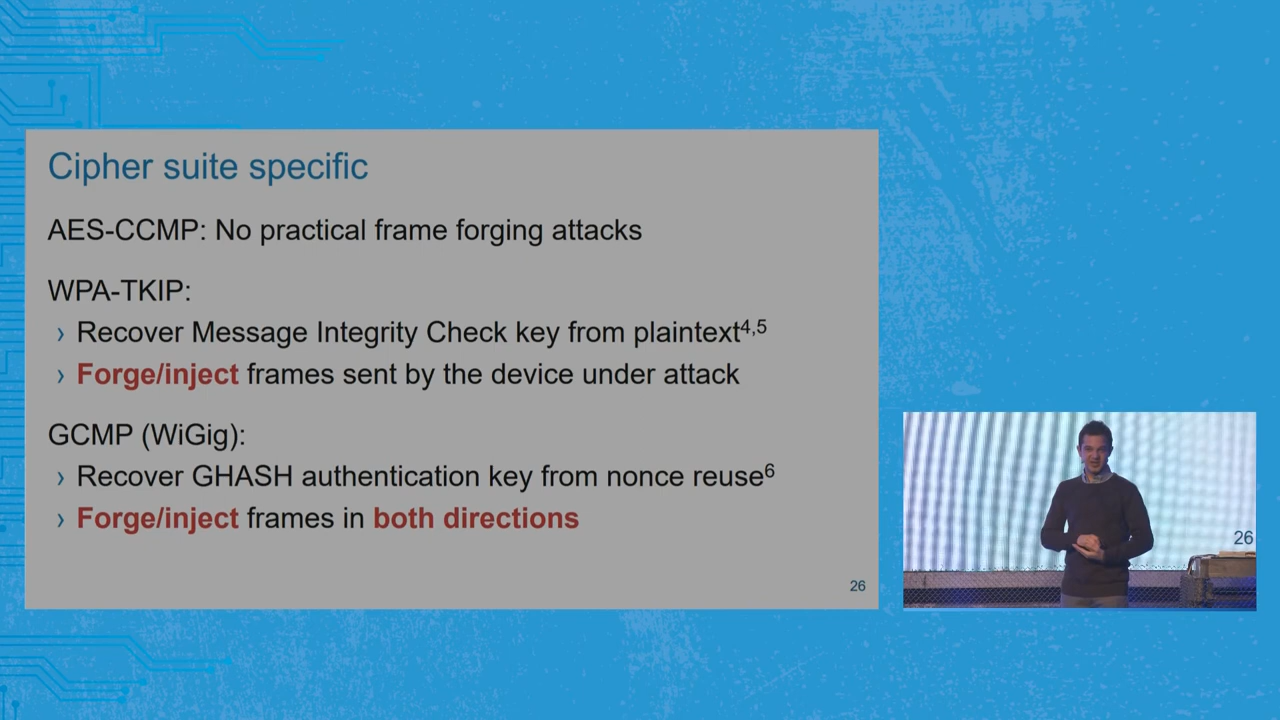 Cipher suite specific
AES-CCMP: No practical frame forging attacks
WPA-TKIP:
› Recover Message Integrity Check key from plaintext4,5
› Forge/inject frames sent by the device under attack
GCMP (WiGig):
› Recover GHASH authentication key from nonce reuse6
› Forge/inject frames in both directions
26
26